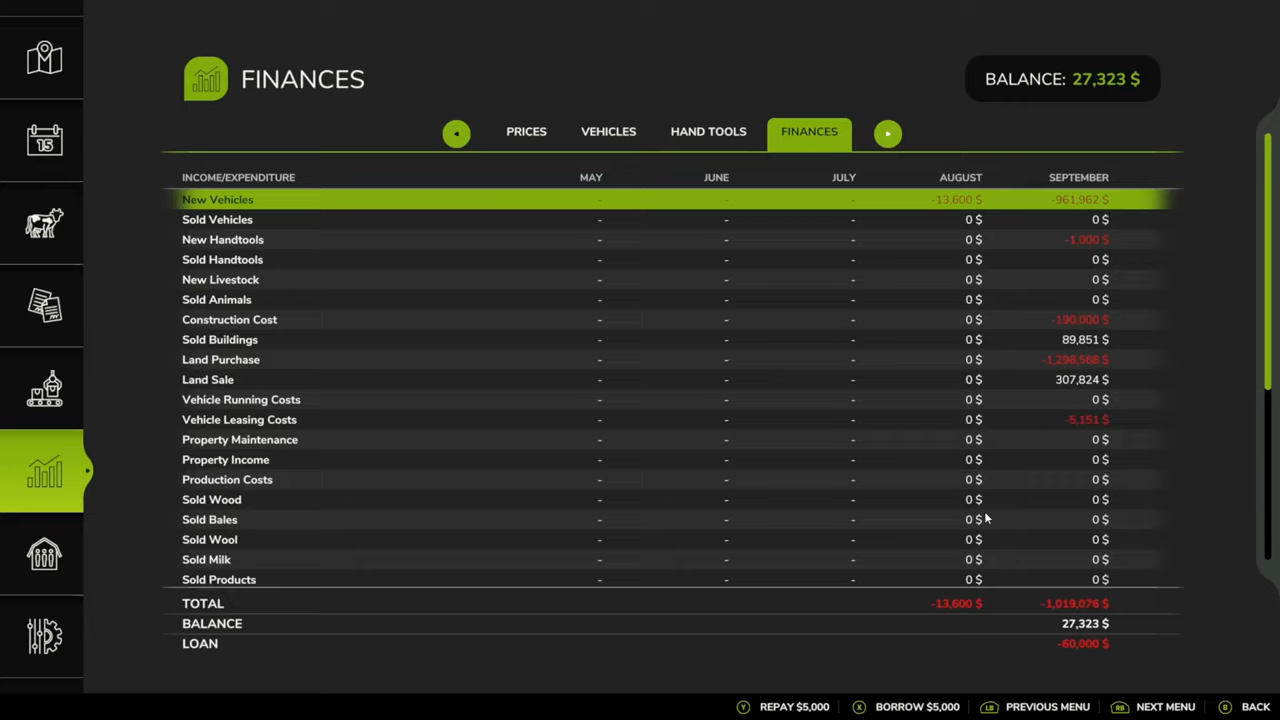 FINANCES
BALANCE: 27,323 $
15
PRICES VEHICLES HAND TOOLS FINANCES
INCOME/EXPENDITURE MAY JUNE JULY AUGUST SEPTEMBER
New Vehicles - - - -13,600 $ -961,962 $
Sold Vehicles - - - 0 $ 0 $
New Handtools - - - 0 $ -1,000 $
Sold Handtools - - - 0 $ 0 $
New Livestock - - - 0 $ 0 $
Sold Animals - - - 0 $ 0 $
Construction Cost - - - 0 $ -190,000 $
Sold Buildings - - - 0 $ 89,851 $
Land Purchase - - - 0 $ -1,298,568 $
Land Sale - - - 0 $ 307,824 $
Vehicle Running Costs - - - 0 $ 0 $
Vehicle Leasing Costs - - - 0 $ -5,151 $
Property Maintenance - - - 0 $ 0 $
Property Income - - - 0 $ 0 $
Production Costs - - - 0 $ 0 $
Sold Wood - - - 0 $ 0 $
Sold Bales - - - 0 $ 0 $
Sold Wool - - - 0 $ 0 $
Sold Milk - - - 0 $ 0 $
Sold Products - - - 0 $ 0 $
TOTAL -13,600 $ -1,019,076 $
BALANCE 27,323 $
LOAN -60,000 $
Y REPAY $5,000 X BORROW $5,000 LB PREVIOUS MENU RB NEXT MENU B BACK